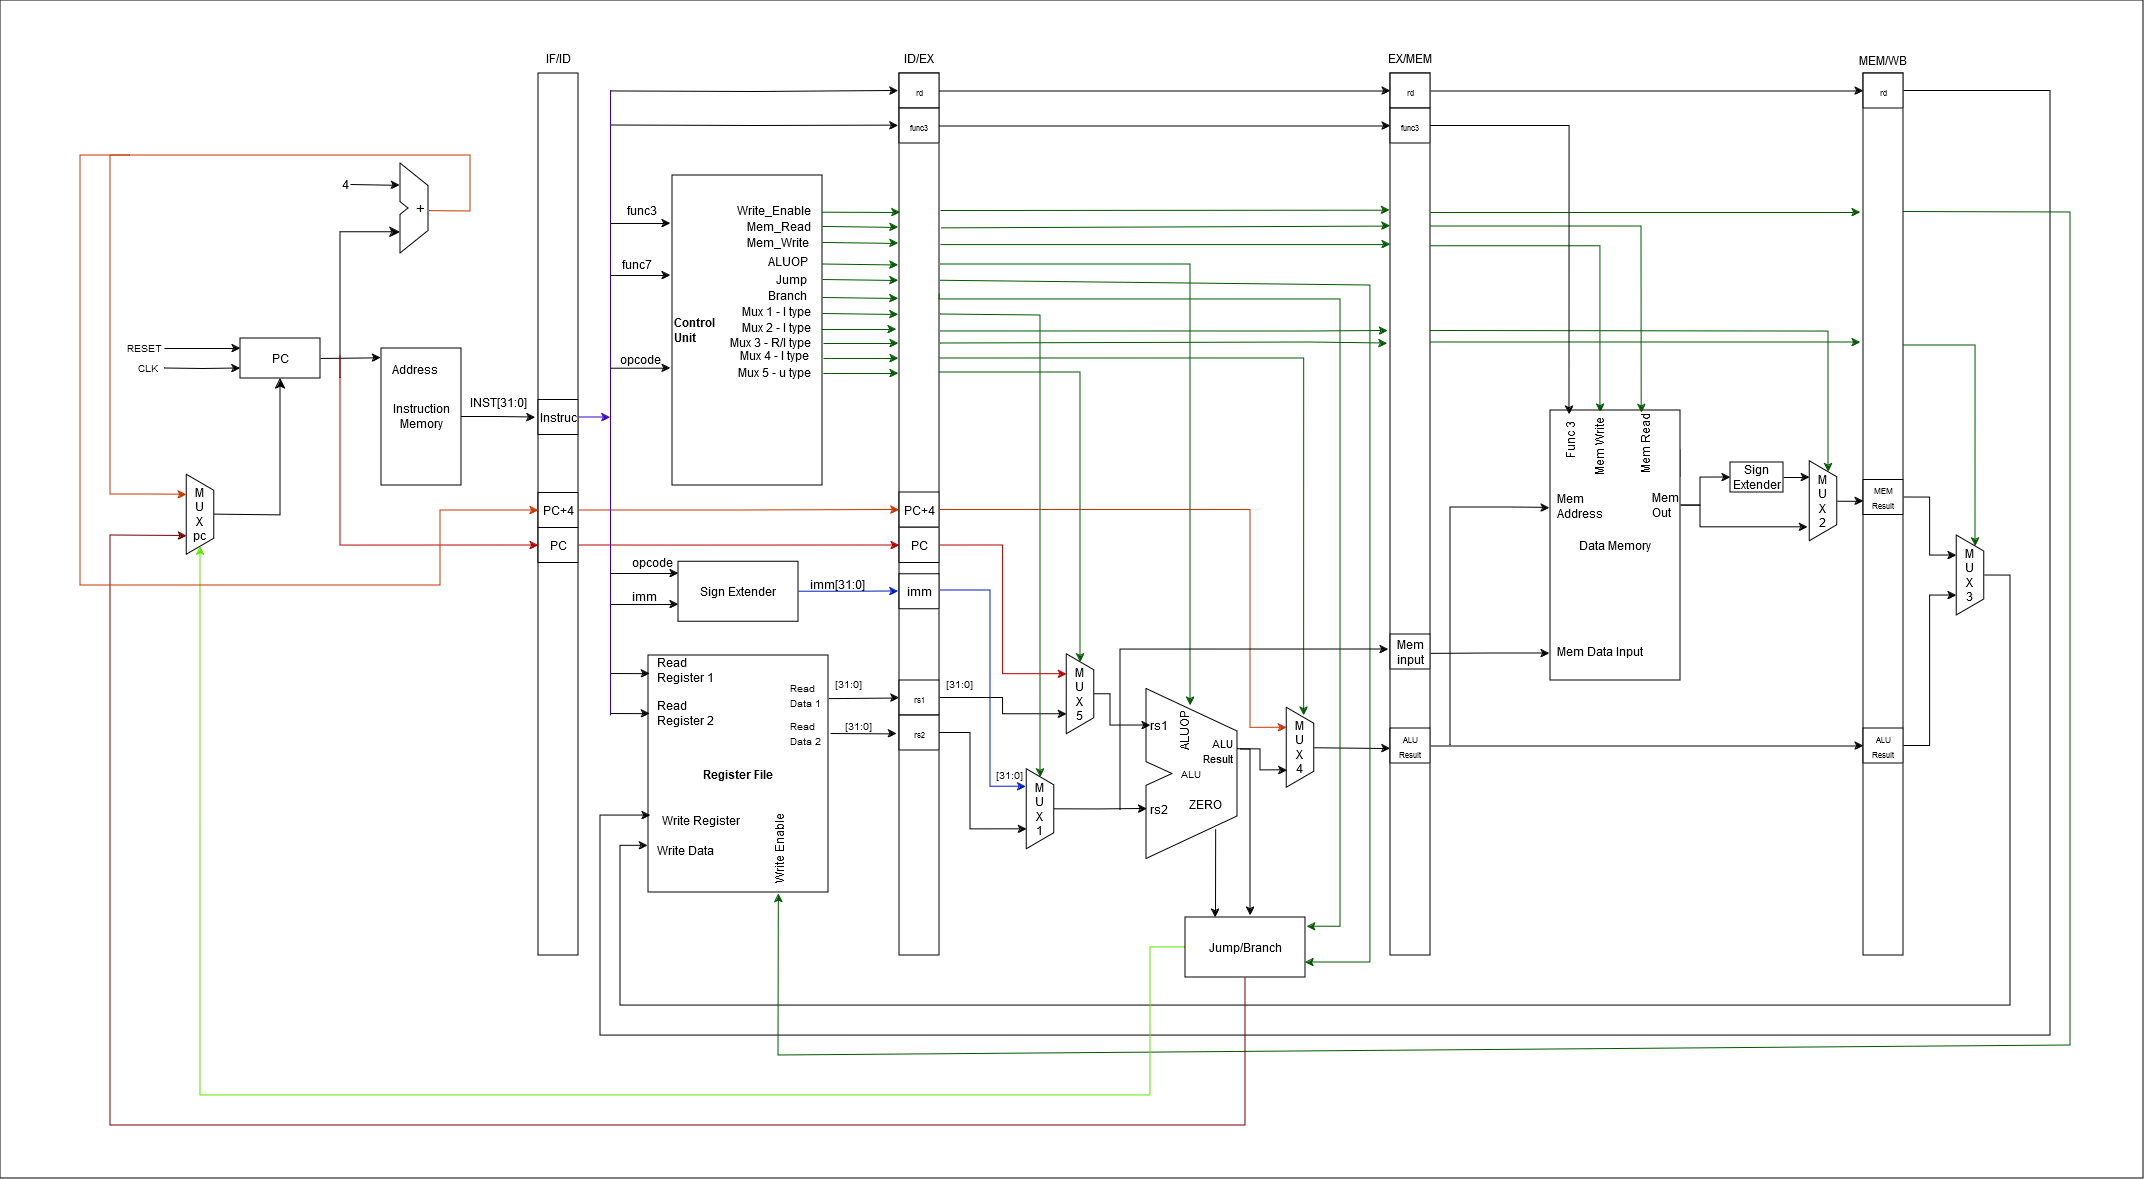 IF/ID
ID/EX
EX/MEM
MEM/WB
rd
rd
rd
func3
func3
4
+
RESET
CLK
PC
Address
Instruction
Memory
INST[31:0]
Instruc
M
U
X
pc
PC+4
PC
func3
func7
opcode
Control
Unit
Write_Enable
Mem_Read
Mem_Write
ALUOP
Jump
Branch
Mux 1 - I type
Mux 2 - I type
Mux 3 - R/I type
Mux 4 - I type
Mux 5 - u type
PC+4
PC
opcode
imm
Sign Extender
imm[31:0]
imm
Read
Register 1
Read
Register 2
Read
Data 1
Read
Data 2
[31:0]
[31:0]
Register File
Write Register
Write Data
Write Enable
rs1
rs2
[31:0]
[31:0]
M
U
X
5
M
U
X
1
rs1
ALUOP
ALU
Result
ALU
ZERO
rs2
M
U
X
4
Jump/Branch
Mem
input
ALU
Result
Func 3
Mem Write
Mem Read
Mem
Address
Mem
Out
Data Memory
Mem Data Input
Sign
Extender
M
U
X
2
MEM
Result
ALU
Result
M
U
X
3